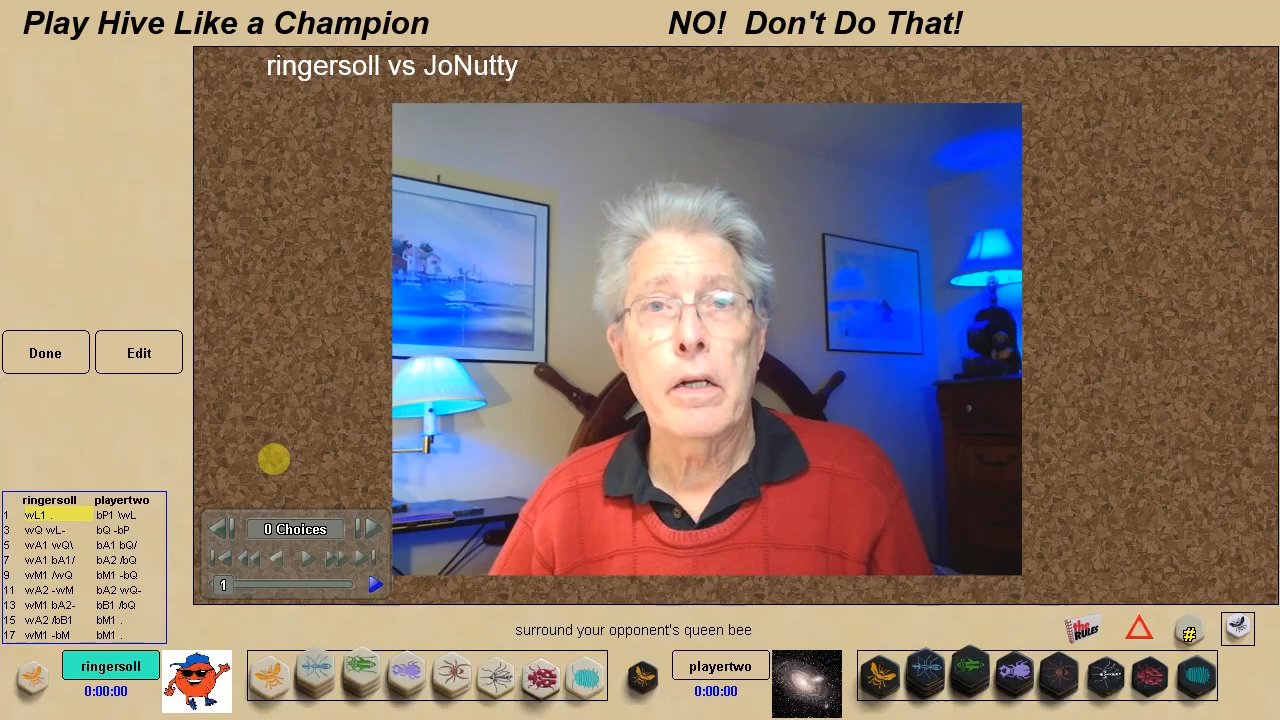 Play Hive Like a Champion
NO!  Don't Do That!
ringersoll vs JoNutty
Done
Edit
ringersoll playertwo
1 wL1 . bP1 \wL
3 wQ wL- bQ -bP
5 wA1 wQ\ bA1 bQ/
7 wA1 bA1/ bA2 /bQ
9 wM1 /wQ bM1 -bQ
11 wA2 -wM bA2 wQ-
13 wM1 bA2- bB1 /bQ
15 wA2 /bB1 bM1 .
17 wM1 -bM bM1 .
0 Choices
1
surround your opponent's queen bee
the RULES
#
ringersoll
0:00:00
playertwo
0:00:00